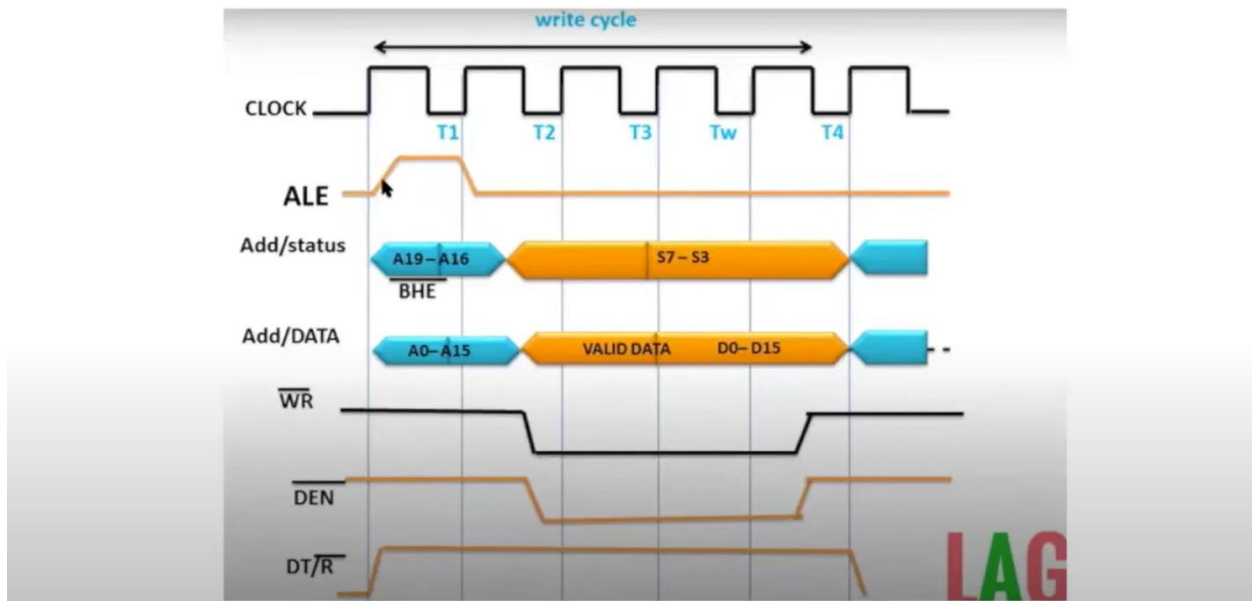 write cycle
CLOCK
T1 T2 T3 Tw T4
ALE
Add/status
A19–A16 S7–S3
BHE
Add/DATA
A0–A15 VALID DATA D0–D15
WR
DEN
DT/R
LAG